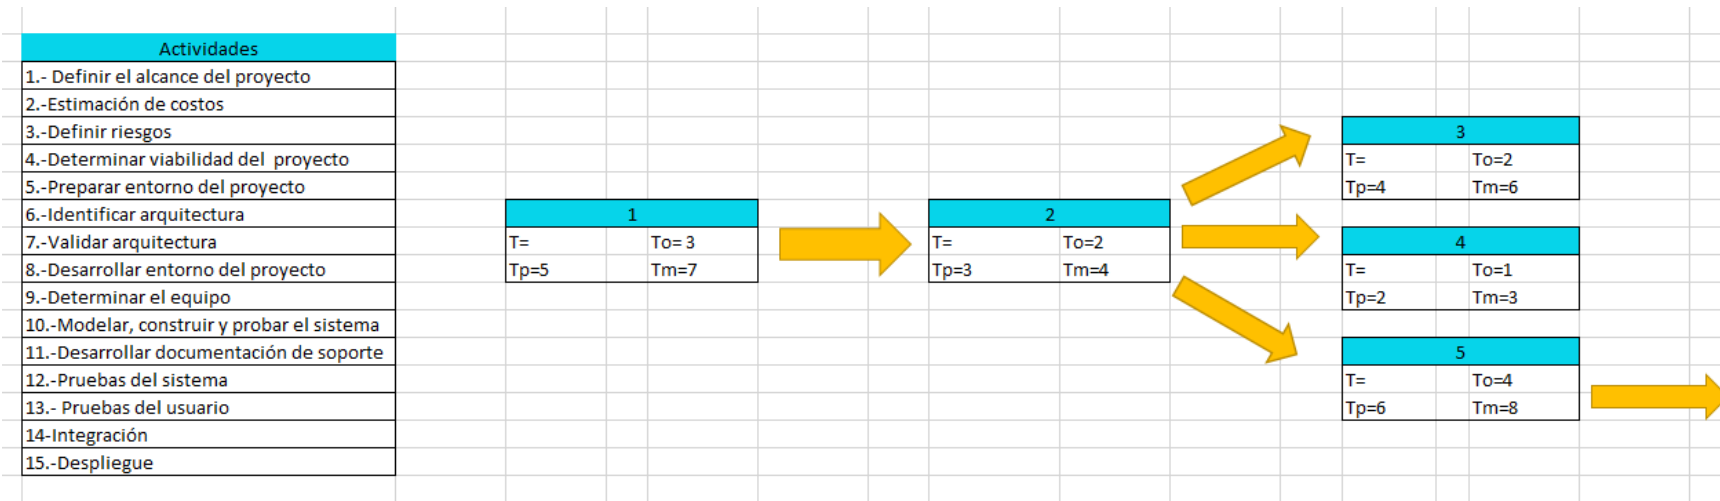 Actividades
1.- Definir el alcance del proyecto
2.-Estimación de costos
3.-Definir riesgos
4.-Determinar viabilidad del  proyecto
5.-Preparar entorno del proyecto
6.-Identificar arquitectura
7.-Validar arquitectura
8.-Desarrollar entorno del proyecto
9.-Determinar el equipo
10.-Modelar, construir y probar el sistema
11.-Desarrollar documentación de soporte
12.-Pruebas del sistema
13.- Pruebas del usuario
14-Integración
15.-Despliegue
1
T= To= 3
Tp=5 Tm=7
2
T= To=2
Tp=3 Tm=4
3
T= To=2
Tp=4 Tm=6
4
T= To=1
Tp=2 Tm=3
5
T= To=4
Tp=6 Tm=8